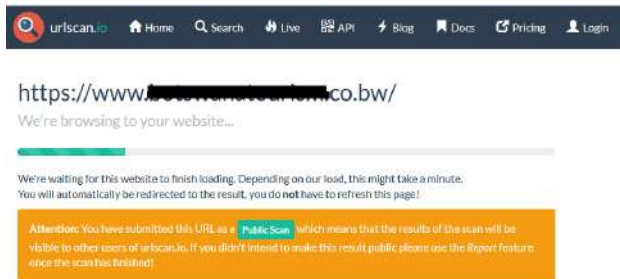 urlscan.io Home Search Live API Blog Docs Pricing Login
https://www. .co.bw/
We're browsing to your website...
We're waiting for this website to finish loading. Depending on our load, this might take a minute.
You will automatically be redirected to the result, you do not have to refresh this page!
Attention: You have submitted this URL as a Public Scan which means that the results of the scan will be
visible to other users of urlscan.io. If you didn't intend to make this result public please use the Report feature
once the scan has finished!